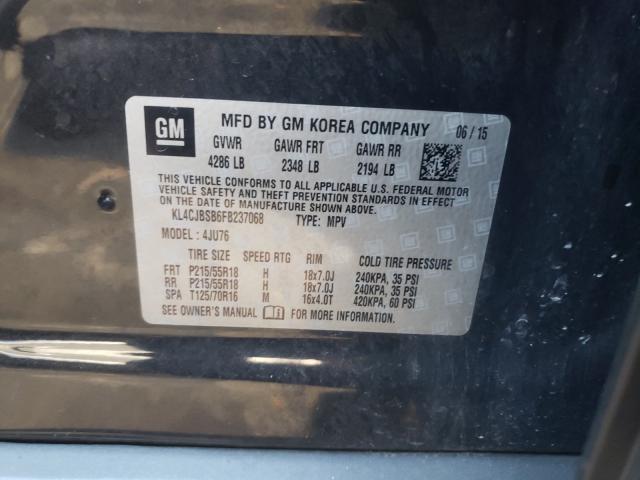 GM
MFD BY GM KOREA COMPANY 06 / 15
GVWR GAWR FRT GAWR RR
4286 LB 2348 LB 2194 LB
THIS VEHICLE CONFORMS TO ALL APPLICABLE U.S. FEDERAL MOTOR
VEHICLE SAFETY, BUMPER, AND THEFT PREVENTION STANDARDS IN EFFECT
ON THE DATE OF MANUFACTURE SHOWN ABOVE.
KL4CJBSB6FB237068 TYPE: MPV
MODEL: 4JU76
TIRE SIZE SPEED RTG RIM COLD TIRE PRESSURE
FRT P215/55R18 H 18x7.0J 240KPA, 35 PSI
RR P215/55R18 H 18x7.0J 240KPA, 35 PSI
SPA T125/70R16 M 16x4.0T 420KPA, 60 PSI
SEE OWNER'S MANUAL FOR MORE INFORMATION.